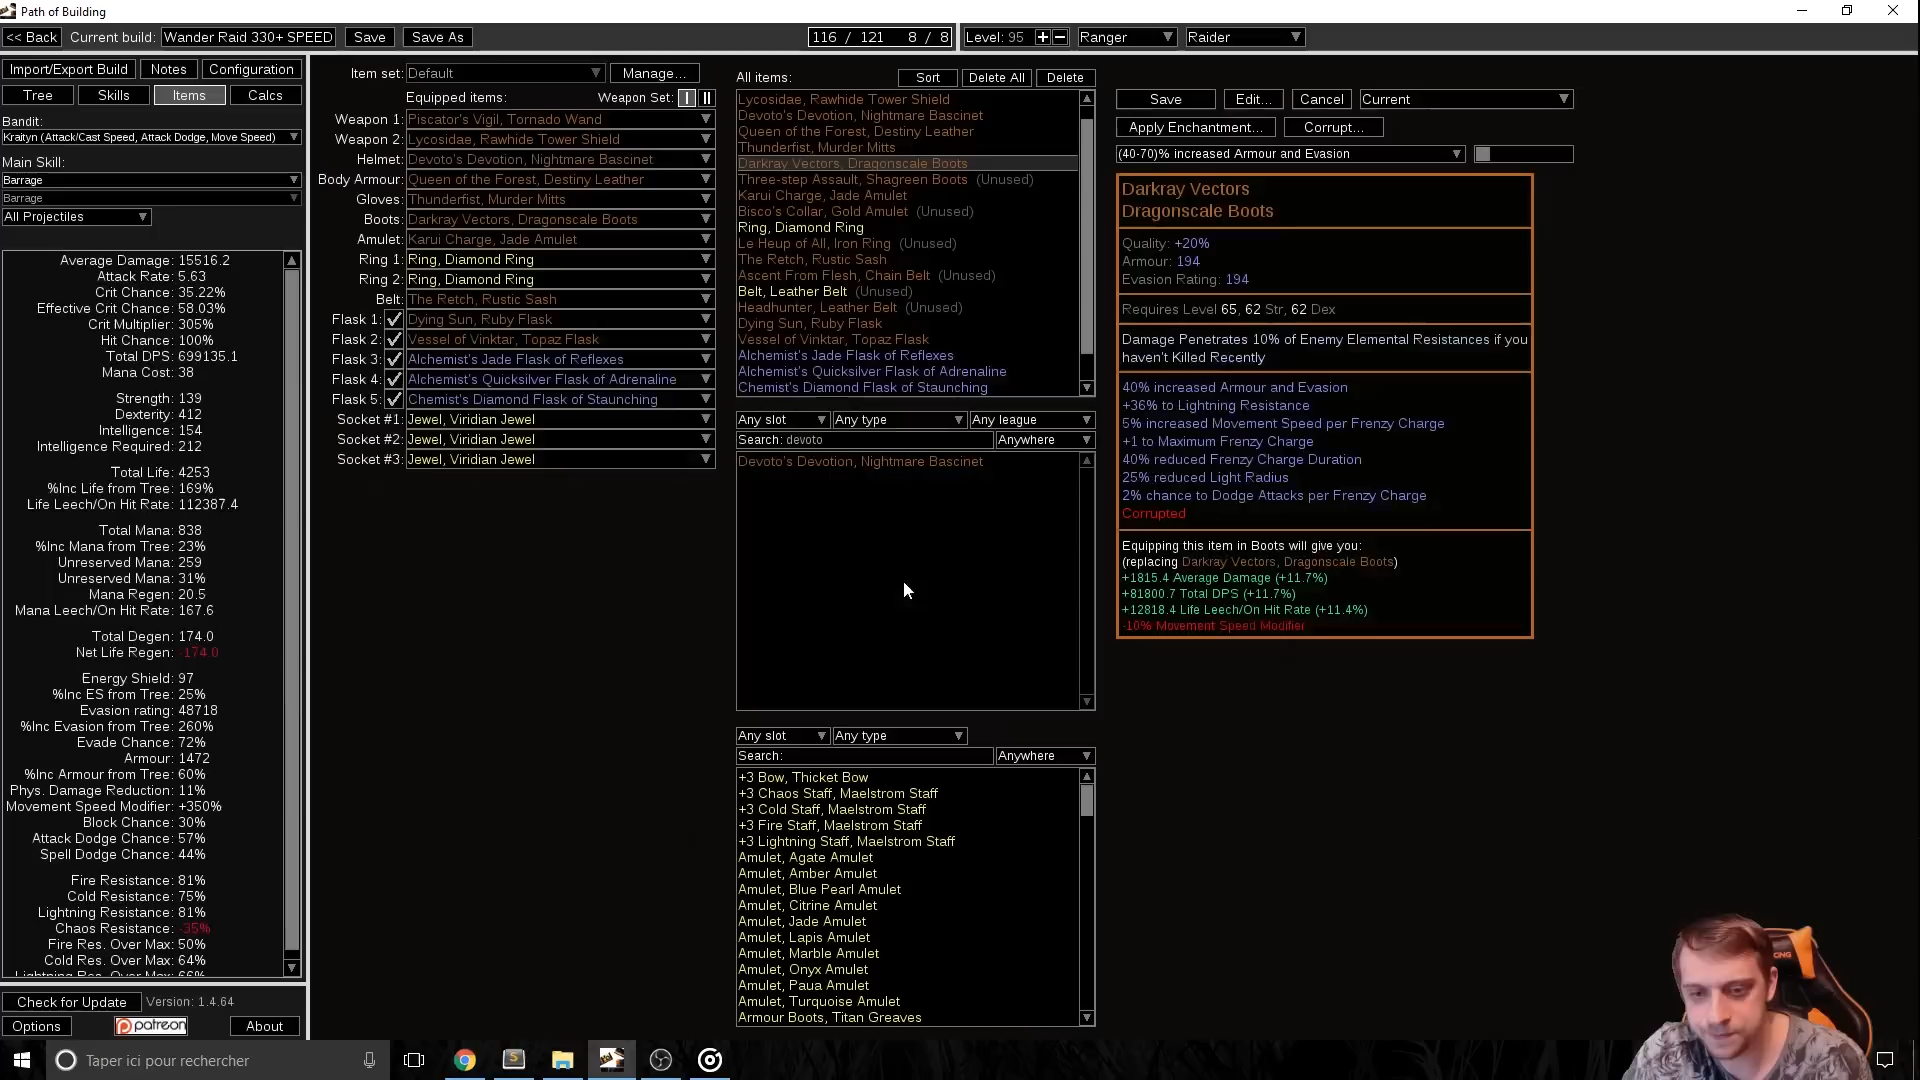 Path of Building
<< Back
Current build:
Wander Raid 330+ SPEED
Save
Save As
116 / 121 8 / 8
Level: 95
Ranger
Raider
Import/Export Build
Notes
Configuration
Tree
Skills
Items
Calcs
Bandit:
Kraityn (Attack/Cast Speed, Attack Dodge, Move Speed)
Main Skill:
Barrage
Barrage
All Projectiles
Average Damage: 15516.2
Attack Rate: 5.63
Crit Chance: 35.22%
Effective Crit Chance: 58.03%
Crit Multiplier: 305%
Hit Chance: 100%
Total DPS: 699135.1
Mana Cost: 38
Strength: 139
Dexterity: 412
Intelligence: 154
Intelligence Required: 212
Total Life: 4253
%Inc Life from Tree: 169%
Life Leech/On Hit Rate: 112387.4
Total Mana: 838
%Inc Mana from Tree: 23%
Unreserved Mana: 259
Unreserved Mana: 31%
Mana Regen: 20.5
Mana Leech/On Hit Rate: 167.6
Total Degen: 174.0
Net Life Regen: -174.0
Energy Shield: 97
%Inc ES from Tree: 25%
Evasion rating: 48718
%Inc Evasion from Tree: 260%
Evade Chance: 72%
Armour: 1472
%Inc Armour from Tree: 60%
Phys. Damage Reduction: 11%
Movement Speed Modifier: +350%
Block Chance: 30%
Attack Dodge Chance: 57%
Spell Dodge Chance: 44%
Fire Resistance: 81%
Cold Resistance: 75%
Lightning Resistance: 81%
Chaos Resistance: -35%
Fire Res. Over Max: 50%
Cold Res. Over Max: 64%
Lightning Res. Over Max: 66%
Check for Update
Version: 1.4.64
Options
patreon
About
Item set:
Default
Manage...
Equipped items:
Weapon Set: I II
Weapon 1: Piscator's Vigil, Tornado Wand
Weapon 2: Lycosidae, Rawhide Tower Shield
Helmet: Devoto's Devotion, Nightmare Bascinet
Body Armour: Queen of the Forest, Destiny Leather
Gloves: Thunderfist, Murder Mitts
Boots: Darkray Vectors, Dragonscale Boots
Amulet: Karui Charge, Jade Amulet
Ring 1: Ring, Diamond Ring
Ring 2: Ring, Diamond Ring
Belt: The Retch, Rustic Sash
Flask 1: Dying Sun, Ruby Flask
Flask 2: Vessel of Vinktar, Topaz Flask
Flask 3: Alchemist's Jade Flask of Reflexes
Flask 4: Alchemist's Quicksilver Flask of Adrenaline
Flask 5: Chemist's Diamond Flask of Staunching
Socket #1: Jewel, Viridian Jewel
Socket #2: Jewel, Viridian Jewel
Socket #3: Jewel, Viridian Jewel
All items:
Sort
Delete All
Delete
Lycosidae, Rawhide Tower Shield
Devoto's Devotion, Nightmare Bascinet
Queen of the Forest, Destiny Leather
Thunderfist, Murder Mitts
Darkray Vectors, Dragonscale Boots
Three-step Assault, Shagreen Boots (Unused)
Karui Charge, Jade Amulet
Bisco's Collar, Gold Amulet (Unused)
Ring, Diamond Ring
Le Heup of All, Iron Ring (Unused)
The Retch, Rustic Sash
Ascent From Flesh, Chain Belt (Unused)
Belt, Leather Belt (Unused)
Headhunter, Leather Belt (Unused)
Dying Sun, Ruby Flask
Vessel of Vinktar, Topaz Flask
Alchemist's Jade Flask of Reflexes
Alchemist's Quicksilver Flask of Adrenaline
Chemist's Diamond Flask of Staunching
Any slot
Any type
Any league
Search: devoto
Anywhere
Devoto's Devotion, Nightmare Bascinet
Any slot
Any type
Search:
Anywhere
+3 Bow, Thicket Bow
+3 Chaos Staff, Maelstrom Staff
+3 Cold Staff, Maelstrom Staff
+3 Fire Staff, Maelstrom Staff
+3 Lightning Staff, Maelstrom Staff
Amulet, Agate Amulet
Amulet, Amber Amulet
Amulet, Blue Pearl Amulet
Amulet, Citrine Amulet
Amulet, Jade Amulet
Amulet, Lapis Amulet
Amulet, Marble Amulet
Amulet, Onyx Amulet
Amulet, Paua Amulet
Amulet, Turquoise Amulet
Armour Boots, Titan Greaves
Save
Edit...
Cancel
Current
Apply Enchantment...
Corrupt...
(40-70)% increased Armour and Evasion
Darkray Vectors
Dragonscale Boots
Quality: +20%
Armour: 194
Evasion Rating: 194
Requires Level 65, 62 Str, 62 Dex
Damage Penetrates 10% of Enemy Elemental Resistances if you
haven't Killed Recently
40% increased Armour and Evasion
+36% to Lightning Resistance
5% increased Movement Speed per Frenzy Charge
+1 to Maximum Frenzy Charge
40% reduced Frenzy Charge Duration
25% reduced Light Radius
2% chance to Dodge Attacks per Frenzy Charge
Corrupted
Equipping this item in Boots will give you:
(replacing Darkray Vectors, Dragonscale Boots)
+1815.4 Average Damage (+11.7%)
+81800.7 Total DPS (+11.7%)
+12818.4 Life Leech/On Hit Rate (+11.4%)
-10% Movement Speed Modifier
Taper ici pour rechercher